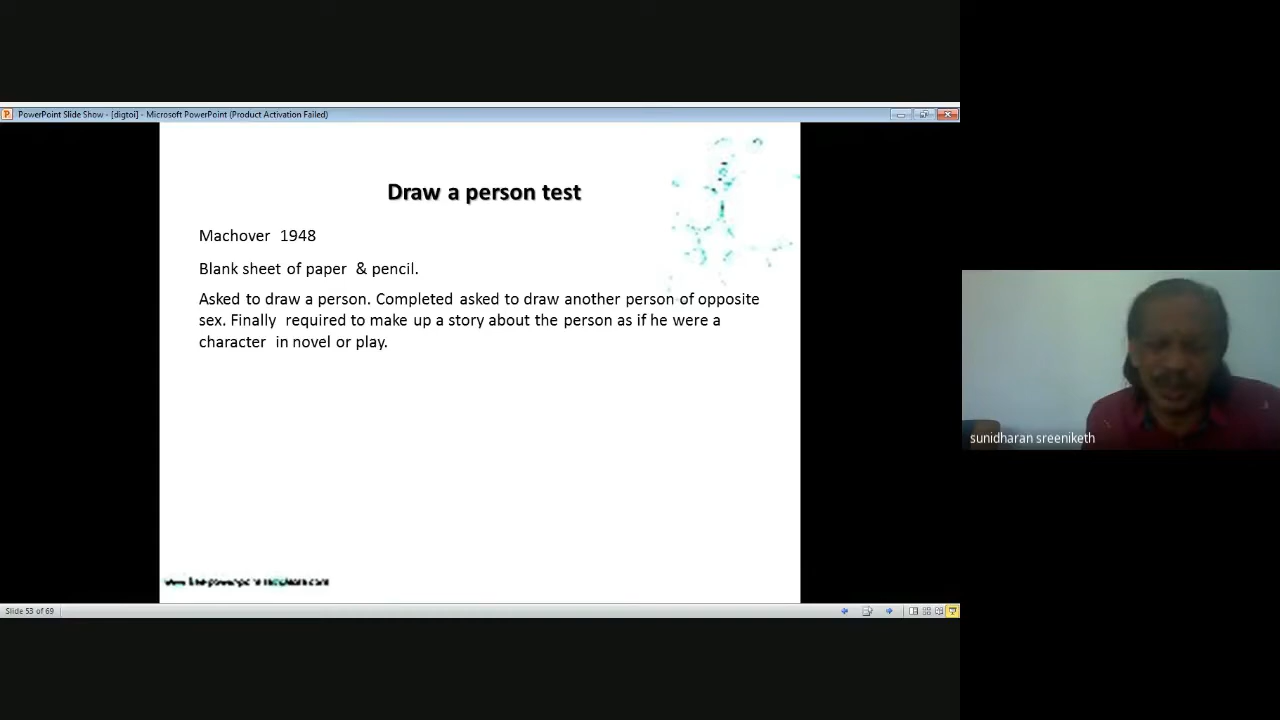 PowerPoint Slide Show - [digtoi] - Microsoft PowerPoint (Product Activation Failed)
Draw a person test
Machover 1948
Blank sheet of paper & pencil.
Asked to draw a person. Completed asked to draw another person of opposite
sex. Finally required to make up a story about the person as if he were a
character in novel or play.
sunidharan sreeniketh
Slide 53 of 69